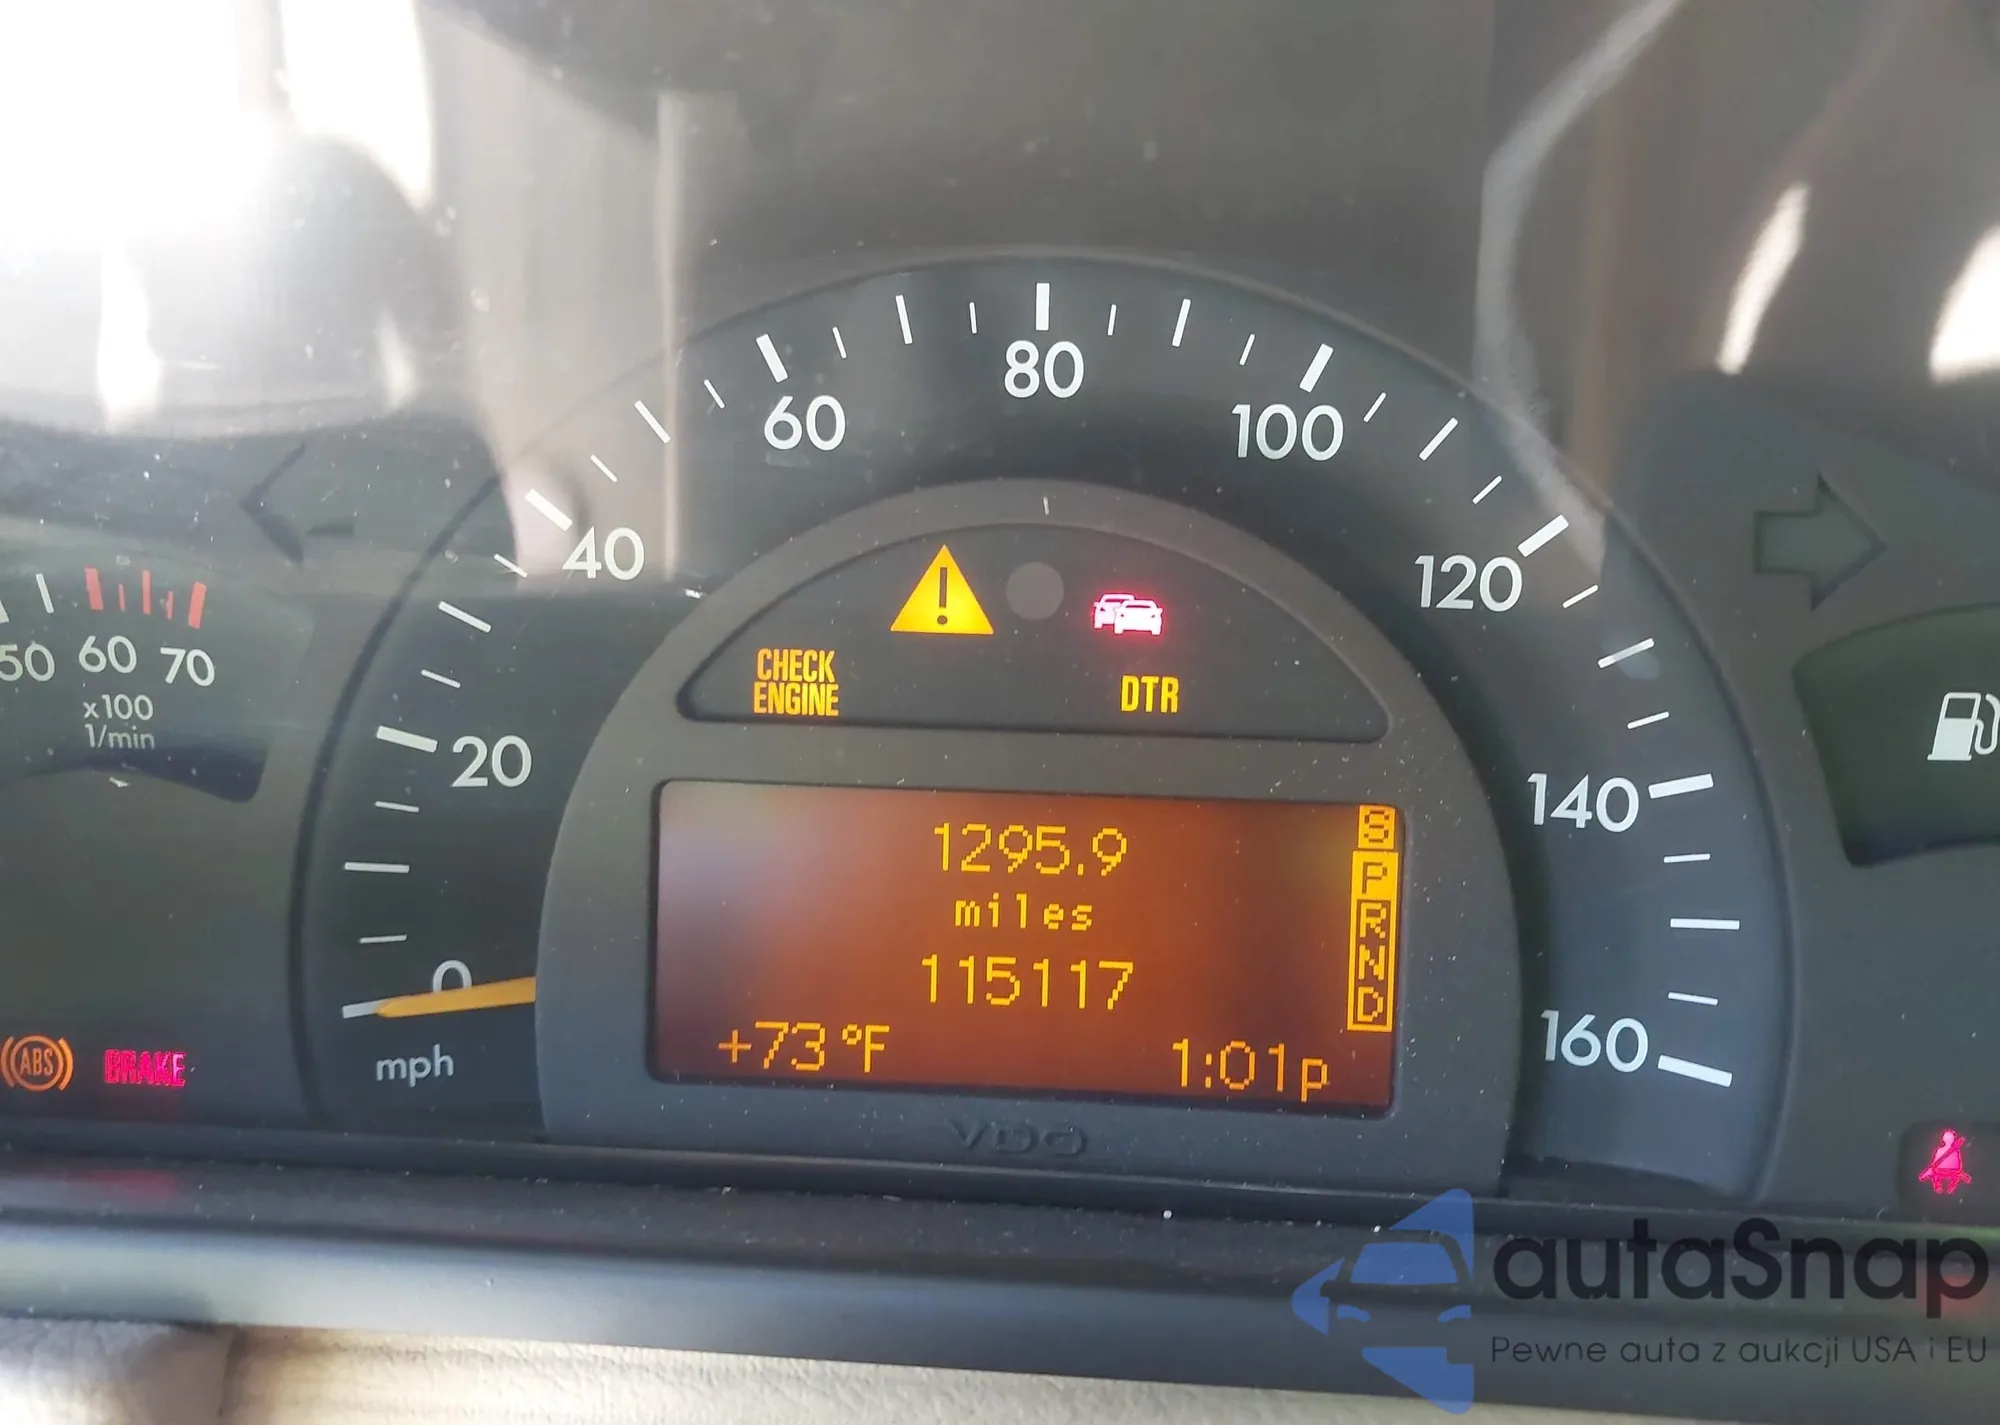 80
60
100
40
120
50 60 70
x100
1/min
CHECK
ENGINE
DTR
20
140
1295.9
miles
115117
+73°F
1:01p
S
P
R
N
D
0
mph
160
ABS
BRAKE
VDO
autaSnap
Pewne auta z aukcji USA i EU